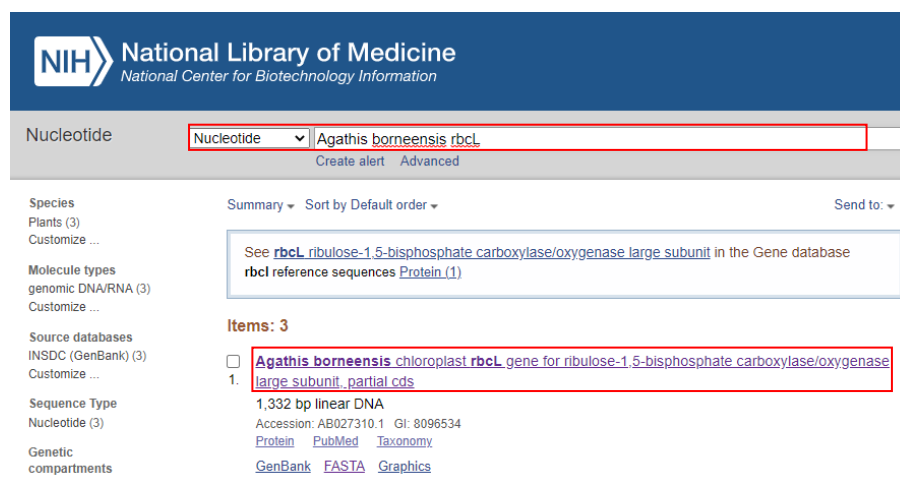 NIH National Library of Medicine
National Center for Biotechnology Information
Nucleotide
Nucleotide
Agathis borneensis rbcL
Create alert Advanced
Species
Plants (3)
Customize ...
Molecule types
genomic DNA/RNA (3)
Customize ...
Source databases
INSDC (GenBank) (3)
Customize ...
Sequence Type
Nucleotide (3)
Genetic
compartments
Summary Sort by Default order
Send to:
See rbcL ribulose-1,5-bisphosphate carboxylase/oxygenase large subunit in the Gene database
rbcl reference sequences Protein (1)
Items: 3
Agathis borneensis chloroplast rbcL gene for ribulose-1,5-bisphosphate carboxylase/oxygenase
1. large subunit, partial cds
1,332 bp linear DNA
Accession: AB027310.1 GI: 8096534
Protein PubMed Taxonomy
GenBank FASTA Graphics